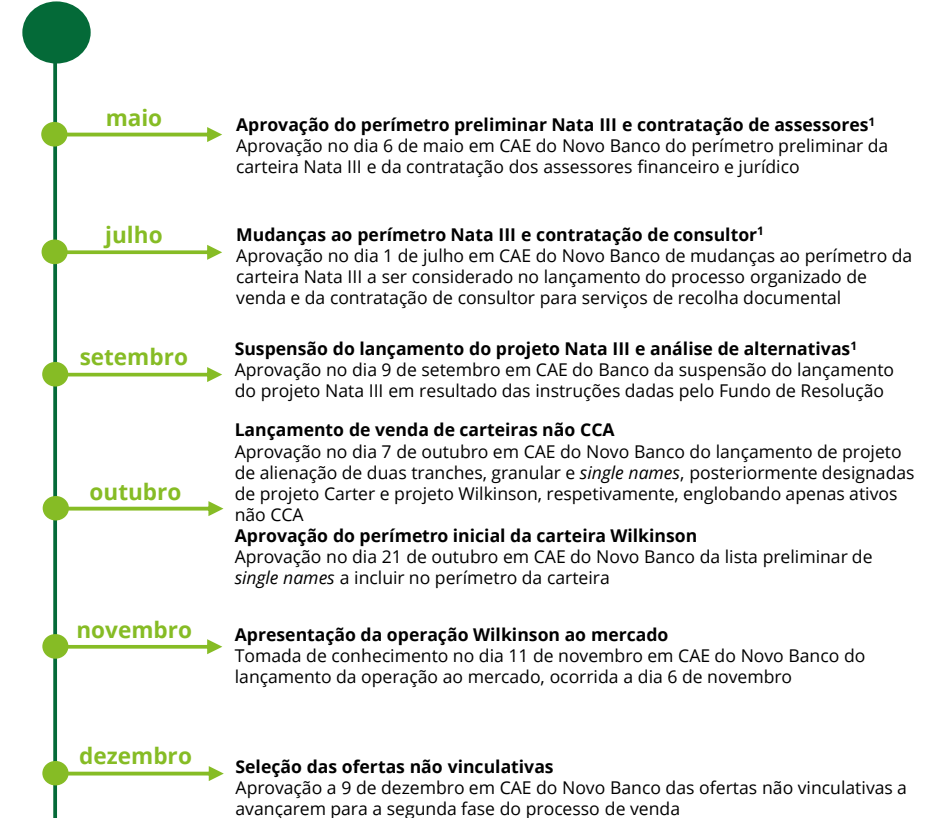 maio
Aprovação do perímetro preliminar Nata III e contratação de assessores¹
Aprovação no dia 6 de maio em CAE do Novo Banco do perímetro preliminar da
carteira Nata III e da contratação dos assessores financeiro e jurídico
julho
Mudanças ao perímetro Nata III e contratação de consultor¹
Aprovação no dia 1 de julho em CAE do Novo Banco de mudanças ao perímetro da
carteira Nata III a ser considerado no lançamento do processo organizado de
venda e da contratação de consultor para serviços de recolha documental
setembro
Suspensão do lançamento do projeto Nata III e análise de alternativas¹
Aprovação no dia 9 de setembro em CAE do Banco da suspensão do lançamento
do projeto Nata III em resultado das instruções dadas pelo Fundo de Resolução
outubro
Lançamento de venda de carteiras não CCA
Aprovação no dia 7 de outubro em CAE do Novo Banco do lançamento de projeto
de alienação de duas tranches, granular e single names, posteriormente designadas
de projeto Carter e projeto Wilkinson, respetivamente, englobando apenas ativos
não CCA
Aprovação do perímetro inicial da carteira Wilkinson
Aprovação no dia 21 de outubro em CAE do Novo Banco da lista preliminar de
single names a incluir no perímetro da carteira
novembro
Apresentação da operação Wilkinson ao mercado
Tomada de conhecimento no dia 11 de novembro em CAE do Novo Banco do
lançamento da operação ao mercado, ocorrida a dia 6 de novembro
dezembro
Seleção das ofertas não vinculativas
Aprovação a 9 de dezembro em CAE do Novo Banco das ofertas não vinculativas a
avançarem para a segunda fase do processo de venda